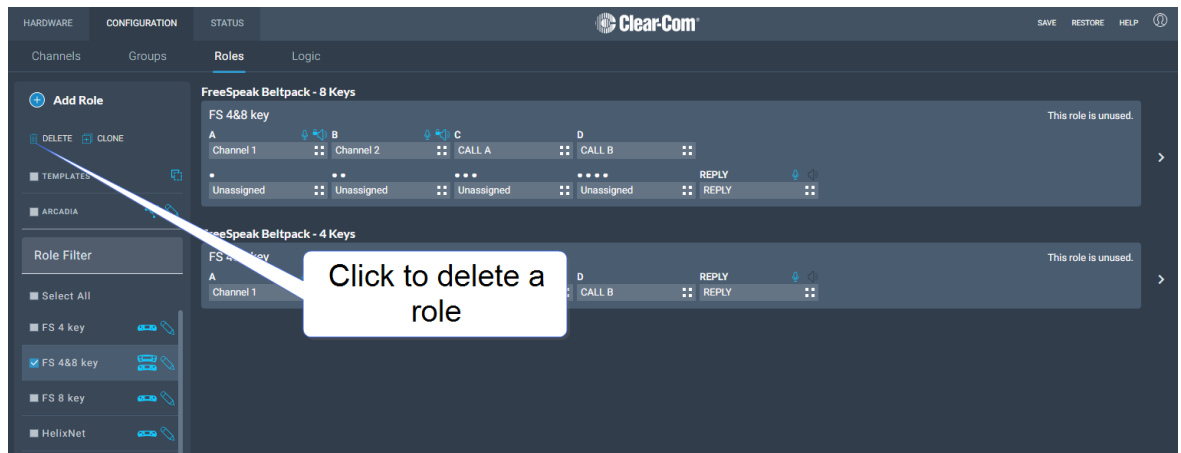 HARDWARE CONFIGURATION STATUS Clear-Com® SAVE RESTORE HELP
Channels Groups Roles Logic
Add Role
DELETE CLONE
TEMPLATES
ARCADIA
Role Filter
Select All
FS 4 key
FS 4&8 key
FS 8 key
HelixNet
FreeSpeak Beltpack - 8 Keys
FS 4&8 key This role is unused.
A B C D
Channel 1 Channel 2 CALL A CALL B
REPLY
Unassigned Unassigned Unassigned Unassigned REPLY
FreeSpeak Beltpack - 4 Keys
This role is unused.
A D REPLY
Channel 1 CALL B REPLY
Click to delete a
role